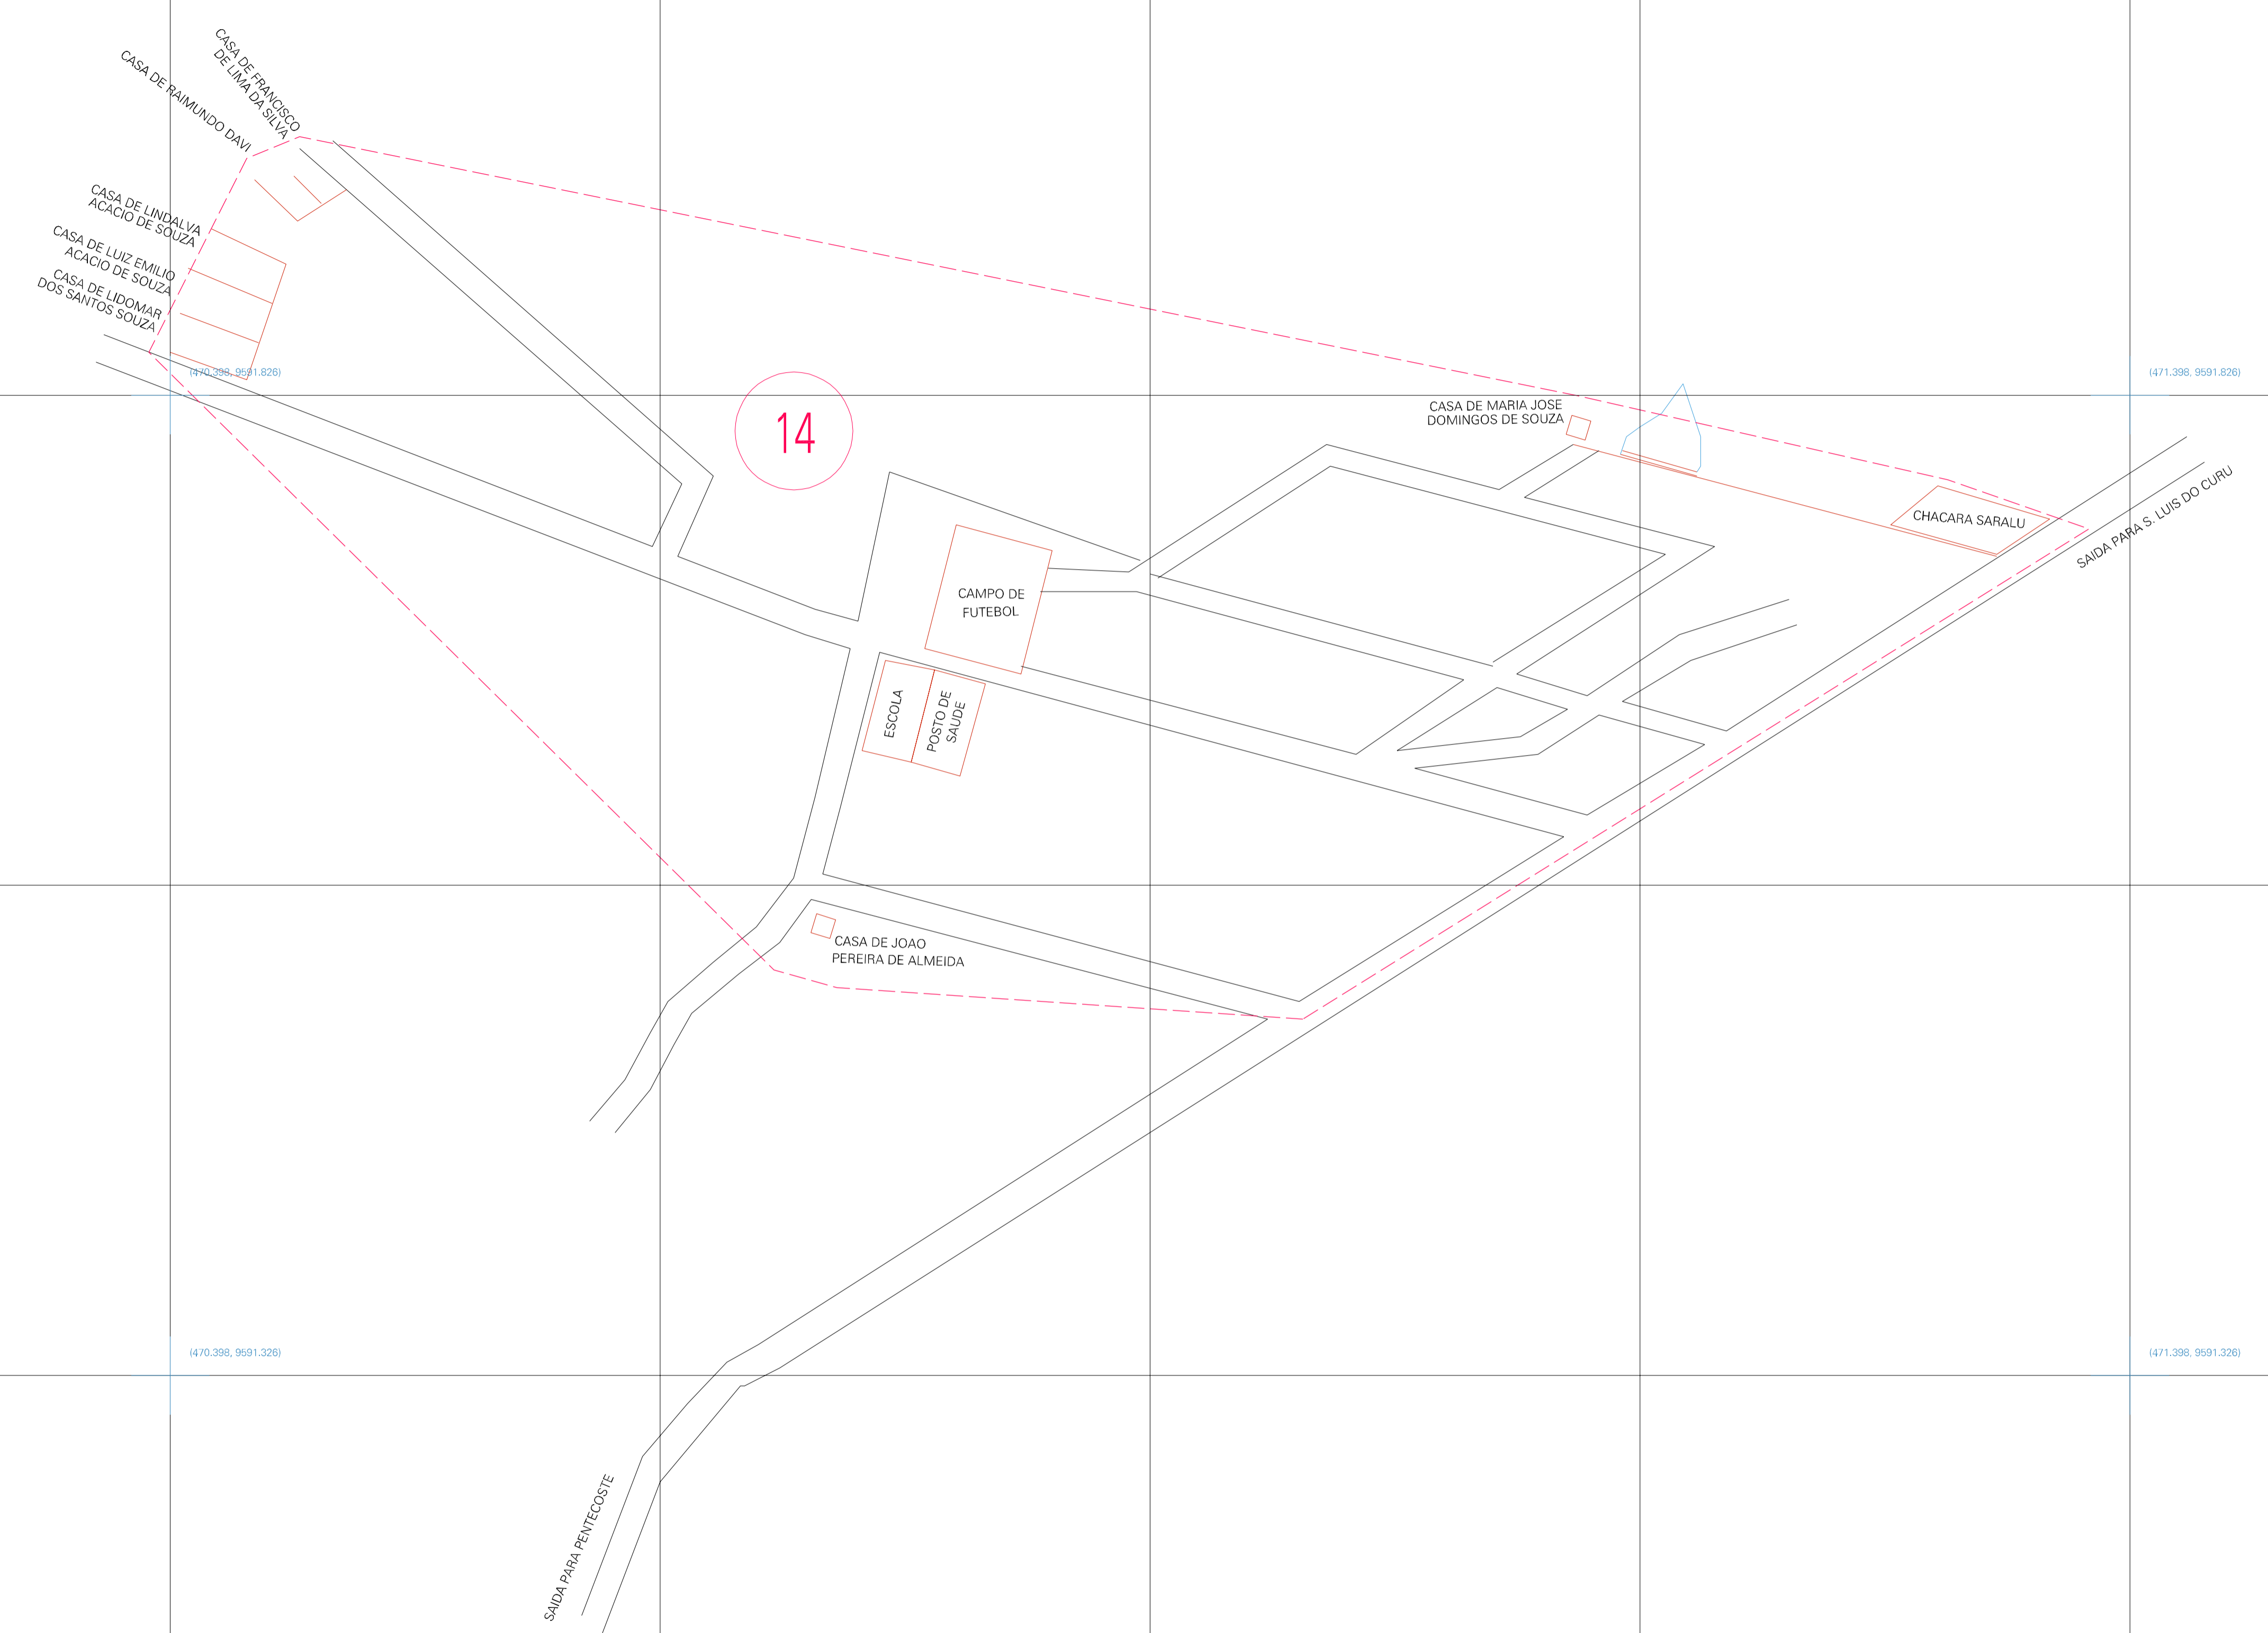 CASA DE FRANCISCO
DE LIMA DA SILVA
CASA DE RAIMUNDO DAVI
CASA DE LINDALVA
ACACIO DE SOUZA
CASA DE LUIZ EMILIO
ACACIO DE SOUZA
CASA DE LIDOMAR
DOS SANTOS SOUZA
(470.398, 9591.826)
(471.398, 9591.826)
14
CASA DE MARIA JOSE
DOMINGOS DE SOUZA
CHACARA SARALU
SAIDA PARA S. LUIS DO CURU
CAMPO DE
FUTEBOL
ESCOLA
POSTO DE
SAUDE
CASA DE JOAO
PEREIRA DE ALMEIDA
(470.398, 9591.326)
(471.398, 9591.326)
SAIDA PARA PENTECOSTE